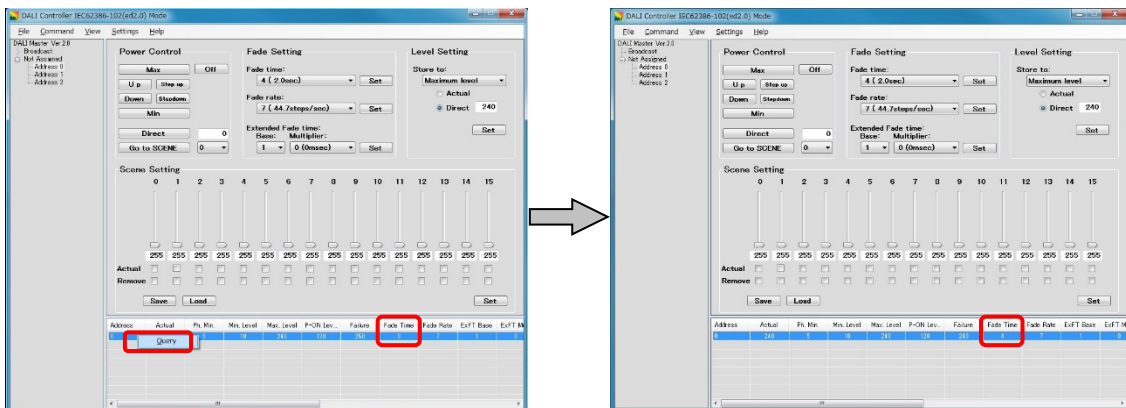 DALI Controller IEC62386-102(ed2.0) Mode
File Command View Settings Help
DALI Master Ver 2.0
Broadcast
Not Assigned
Address 0
Address 1
Address 2
Power Control
Max Off
Up Step up
Down Stepdown
Min
Direct 0
Go to SCENE 0
Fade Setting
Fade time:
4 ( 2.0sec) Set
Fade rate:
7 ( 44.7steps/sec) Set
Extended Fade time:
Base: Multiplier:
1 0 (0msec) Set
Level Setting
Store to:
Maximum level
Actual
Direct 240
Set
Scene Setting
0 1 2 3 4 5 6 7 8 9 10 11 12 13 14 15
255 255 255 255 255 255 255 255 255 255 255 255 255 255 255 255
Actual
Remove
Save Load Set
Address Actual Ph. Min. Min. Level Max. Level P-ON Lev... Failure Fade Time Fade Rate ExFT Base ExFT M
Query
DALI Controller IEC62386-102(ed2.0) Mode
File Command View Settings Help
DALI Master Ver 2.0
Broadcast
Not Assigned
Address 0
Address 1
Address 2
Power Control
Max Off
Up Step up
Down Stepdown
Min
Direct 0
Go to SCENE 0
Fade Setting
Fade time:
4 ( 2.0sec) Set
Fade rate:
7 ( 44.7steps/sec) Set
Extended Fade time:
Base: Multiplier:
1 0 (0msec) Set
Level Setting
Store to:
Maximum level
Actual
Direct 240
Set
Scene Setting
0 1 2 3 4 5 6 7 8 9 10 11 12 13 14 15
255 255 255 255 255 255 255 255 255 255 255 255 255 255 255 255
Actual
Remove
Save Load Set
Address Actual Ph. Min. Min. Level Max. Level P-ON Lev... Failure Fade Time Fade Rate ExFT Base ExFT M